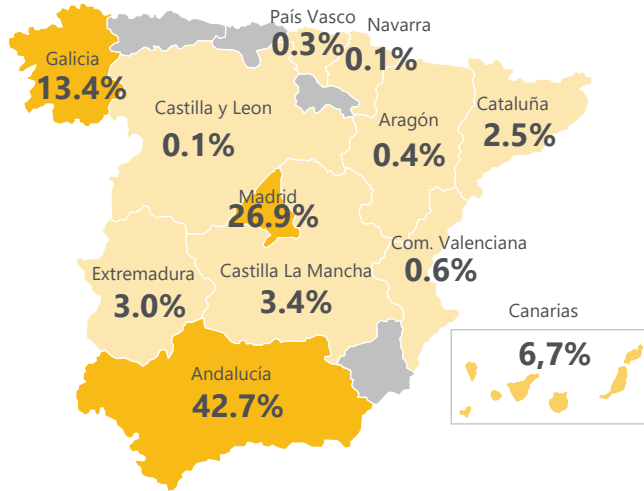 País Vasco
0.3%
Navarra
0.1%
Galicia
13.4%
Castilla y Leon
0.1%
Aragón
0.4%
Cataluña
2.5%
Madrid
26.9%
Com. Valenciana
0.6%
Extremadura
3.0%
Castilla La Mancha
3.4%
Canarias
6,7%
Andalucía
42.7%